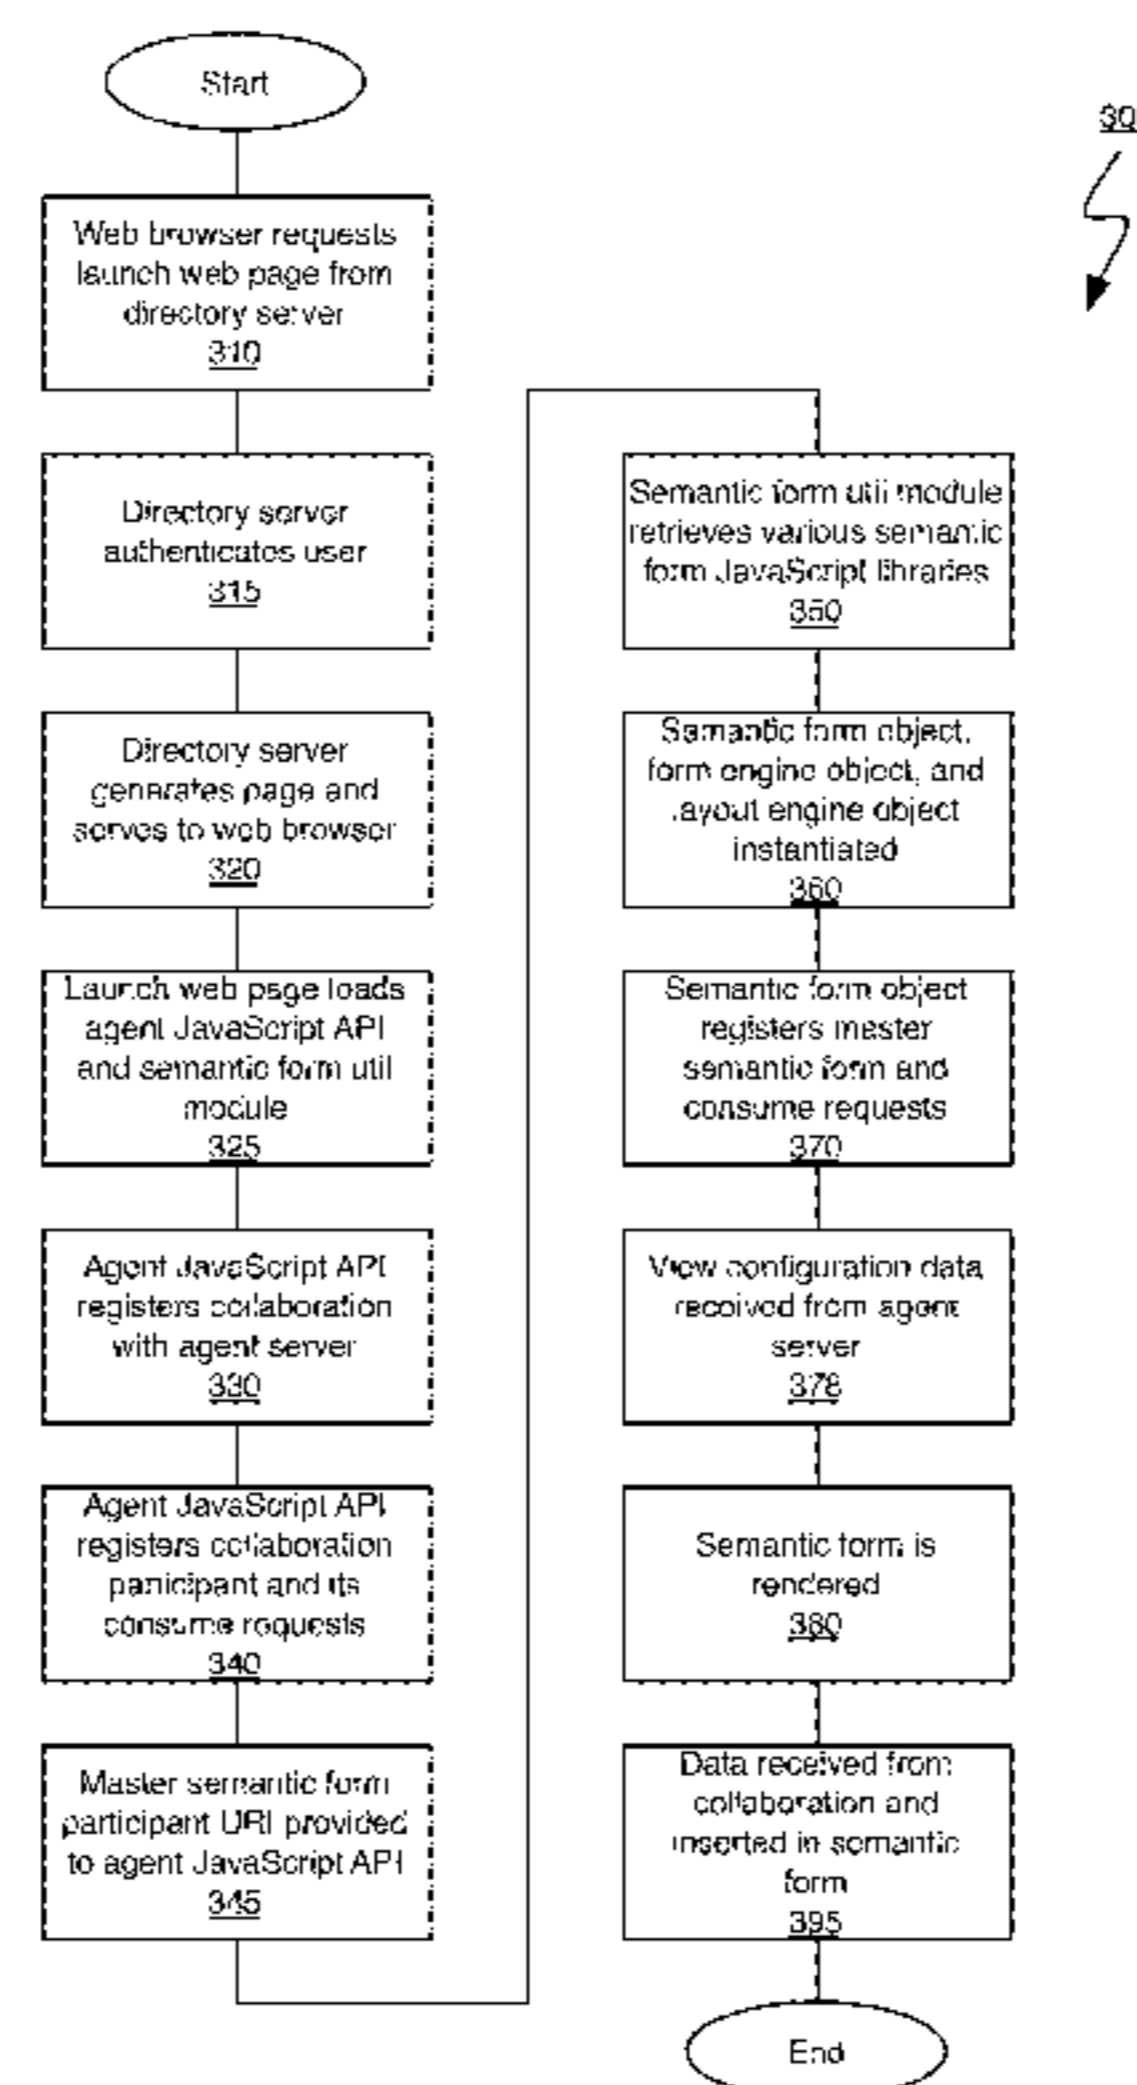 Start
30
Web browser requests
launch web page from
directory server
310
Directory server
authenticates user
315
Directory server
generates page and
serves to web browser
320
Launch web page loads
agent JavaScript API
and semantic form util
module
325
Agent JavaScript API
registers collaboration
with agent server
330
Agent JavaScript API
registers collaboration
participant and its
consume requests
340
Master semantic form
participant URI provided
to agent JavaScript API
345
Semantic form util module
retrieves various semantic
form JavaScript libraries
350
Semantic form object,
form engine object, and
layout engine object
instantiated
360
Semantic form object
registers master
semantic form and
consume requests
370
View configuration data
received from agent
server
378
Semantic form is
rendered
380
Data received from
collaboration and
inserted in semantic
form
395
End